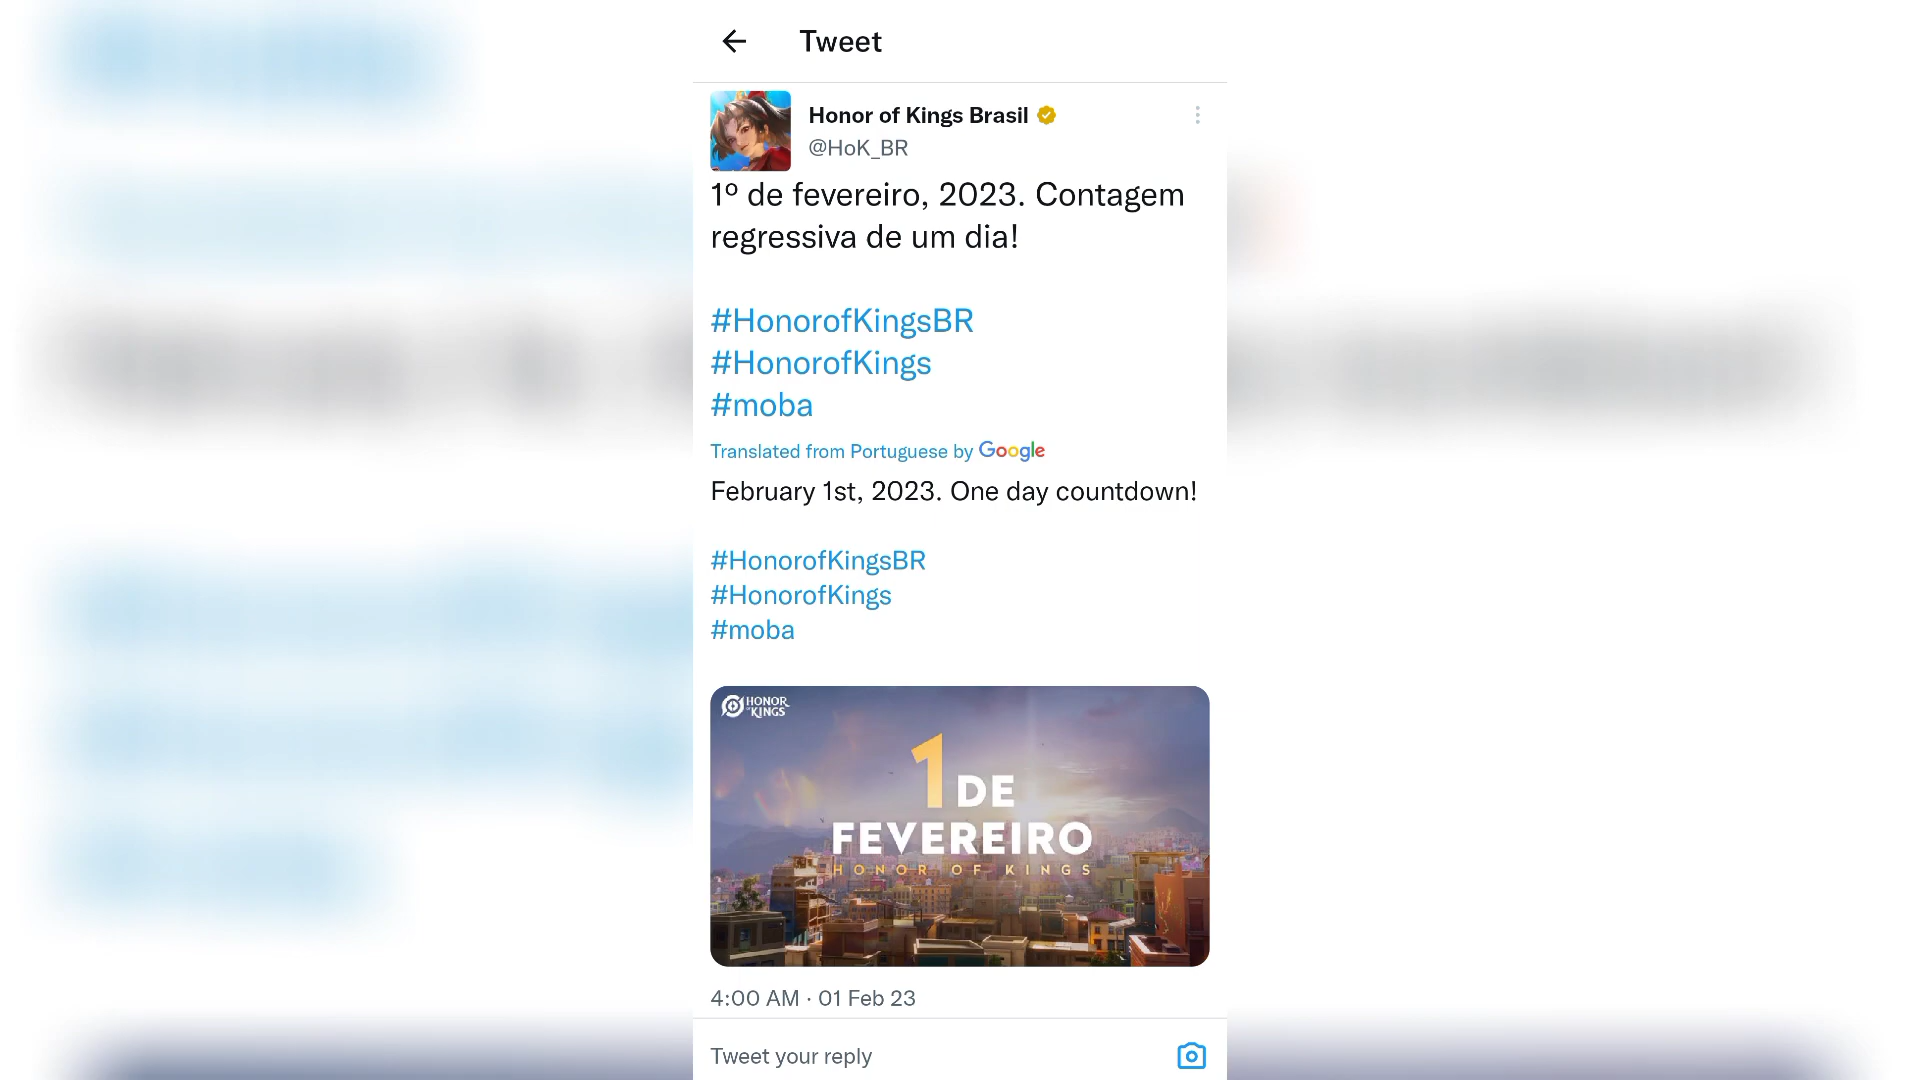 Tweet
Honor of Kings Brasil
@HoK_BR
1º de fevereiro, 2023. Contagem
regressiva de um dia!
#HonorofKingsBR
#HonorofKings
#moba
Translated from Portuguese by Google
February 1st, 2023. One day countdown!
#HonorofKingsBR
#HonorofKings
#moba
HONOR
OF KINGS
1 DE
FEVEREIRO
HONOR OF KINGS
4:00 AM · 01 Feb 23
Tweet your reply